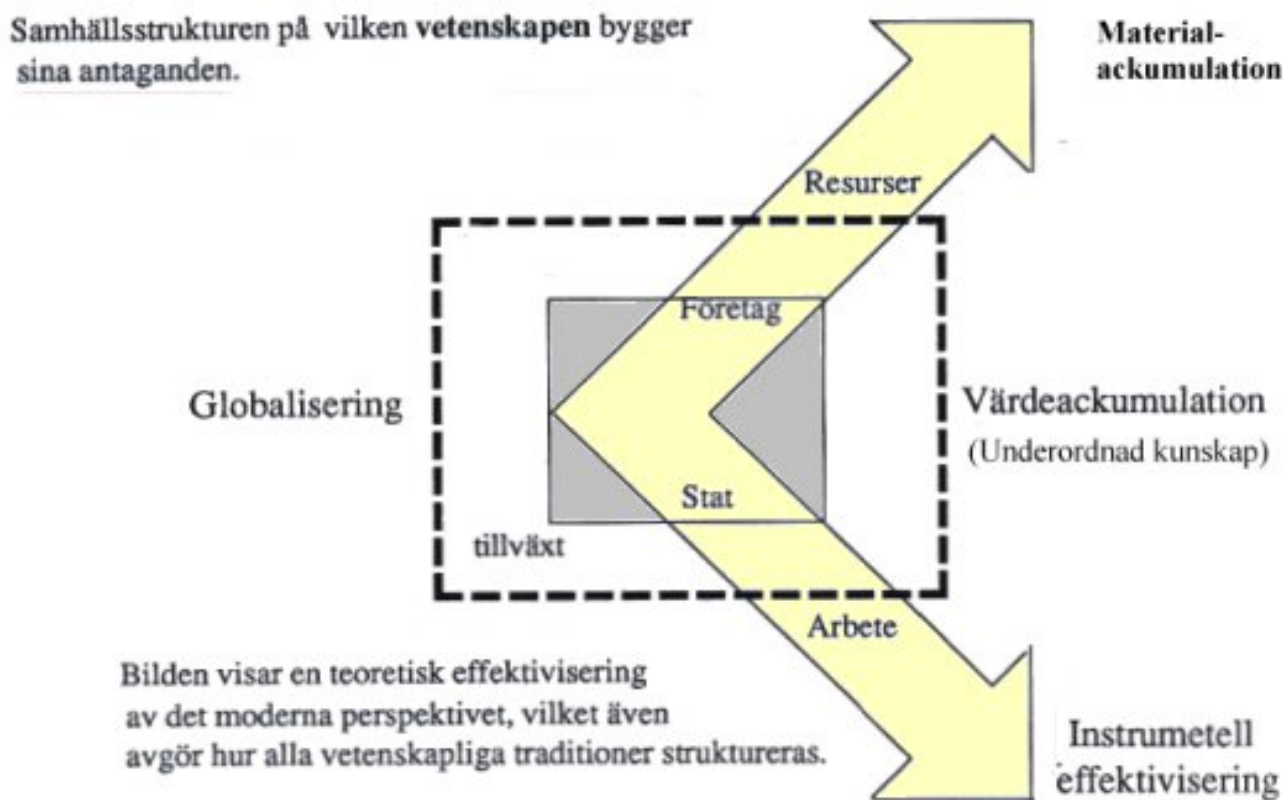 Samhällsstrukturen på vilken vetenskapen bygger
sina antaganden.
Material-
ackumulation
Resurser
Företag
Globalisering
Värdeackumulation
(Underordnad kunskap)
Stat
tillväxt
Arbete
Bilden visar en teoretisk effektivisering
av det moderna perspektivet, vilket även
avgör hur alla vetenskapliga traditioner struktureras.
Instrumetell
effektivisering